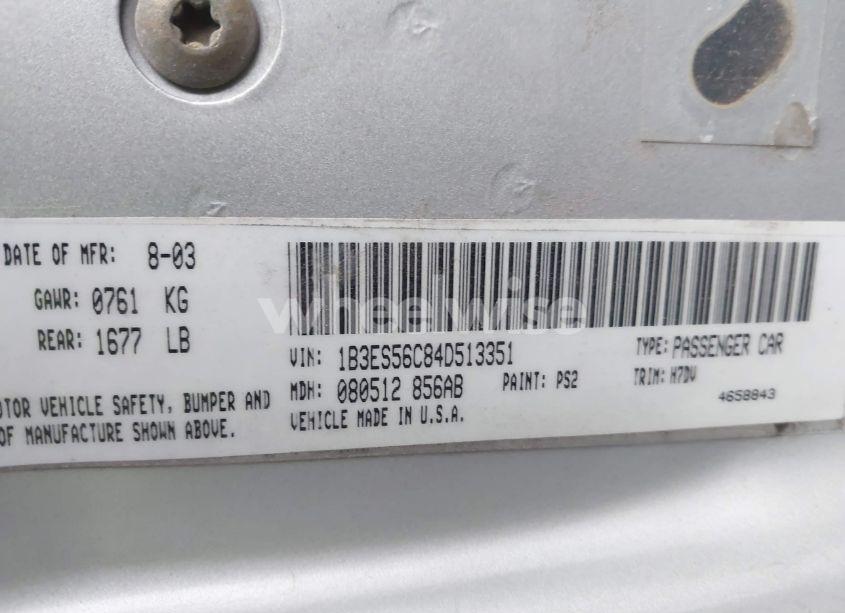 DATE OF MFR: 8-03
GAWR: 0761 KG
REAR: 1677 LB
OTOR VEHICLE SAFETY, BUMPER AND
OF MANUFACTURE SHOWN ABOVE.
wheelwise
VIN: 1B3ES56C84D513351
TYPE: PASSENGER CAR
MDH: 080512 856AB
PAINT: PS2
TRIM: H7DV
VEHICLE MADE IN U.S.A.
4658843